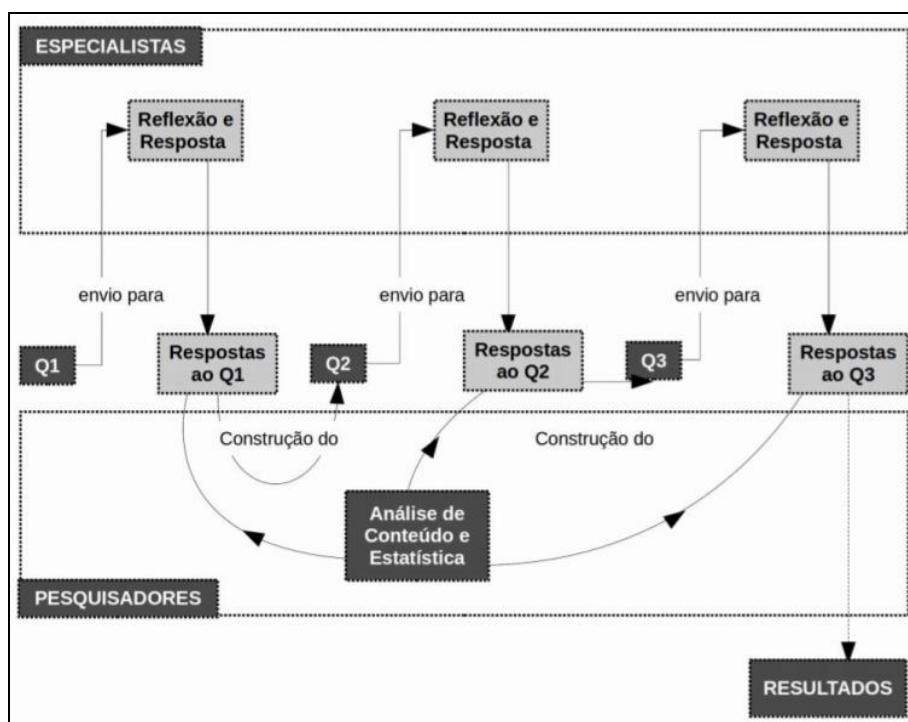 ESPECIALISTAS
Reflexão e
Resposta
Reflexão e
Resposta
Reflexão e
Resposta
envio para
envio para
envio para
Q1
Respostas
ao Q1
Q2
Respostas
ao Q2
Q3
Respostas
ao Q3
Construção do
Construção do
Análise de
Conteúdo e
Estatística
PESQUISADORES
RESULTADOS